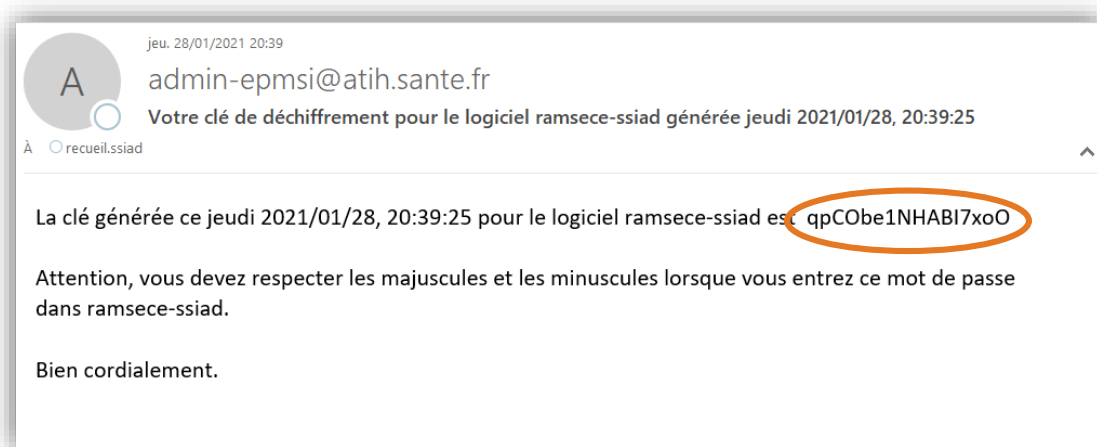 jeu. 28/01/2021 20:39
A
admin-epmsi@atih.sante.fr
Votre clé de déchiffrement pour le logiciel ramsece-ssiad générée jeudi 2021/01/28, 20:39:25
À recueil.ssiad
La clé générée ce jeudi 2021/01/28, 20:39:25 pour le logiciel ramsece-ssiad est qpCObe1NHABI7xoO
Attention, vous devez respecter les majuscules et les minuscules lorsque vous entrez ce mot de passe
dans ramsece-ssiad.
Bien cordialement.